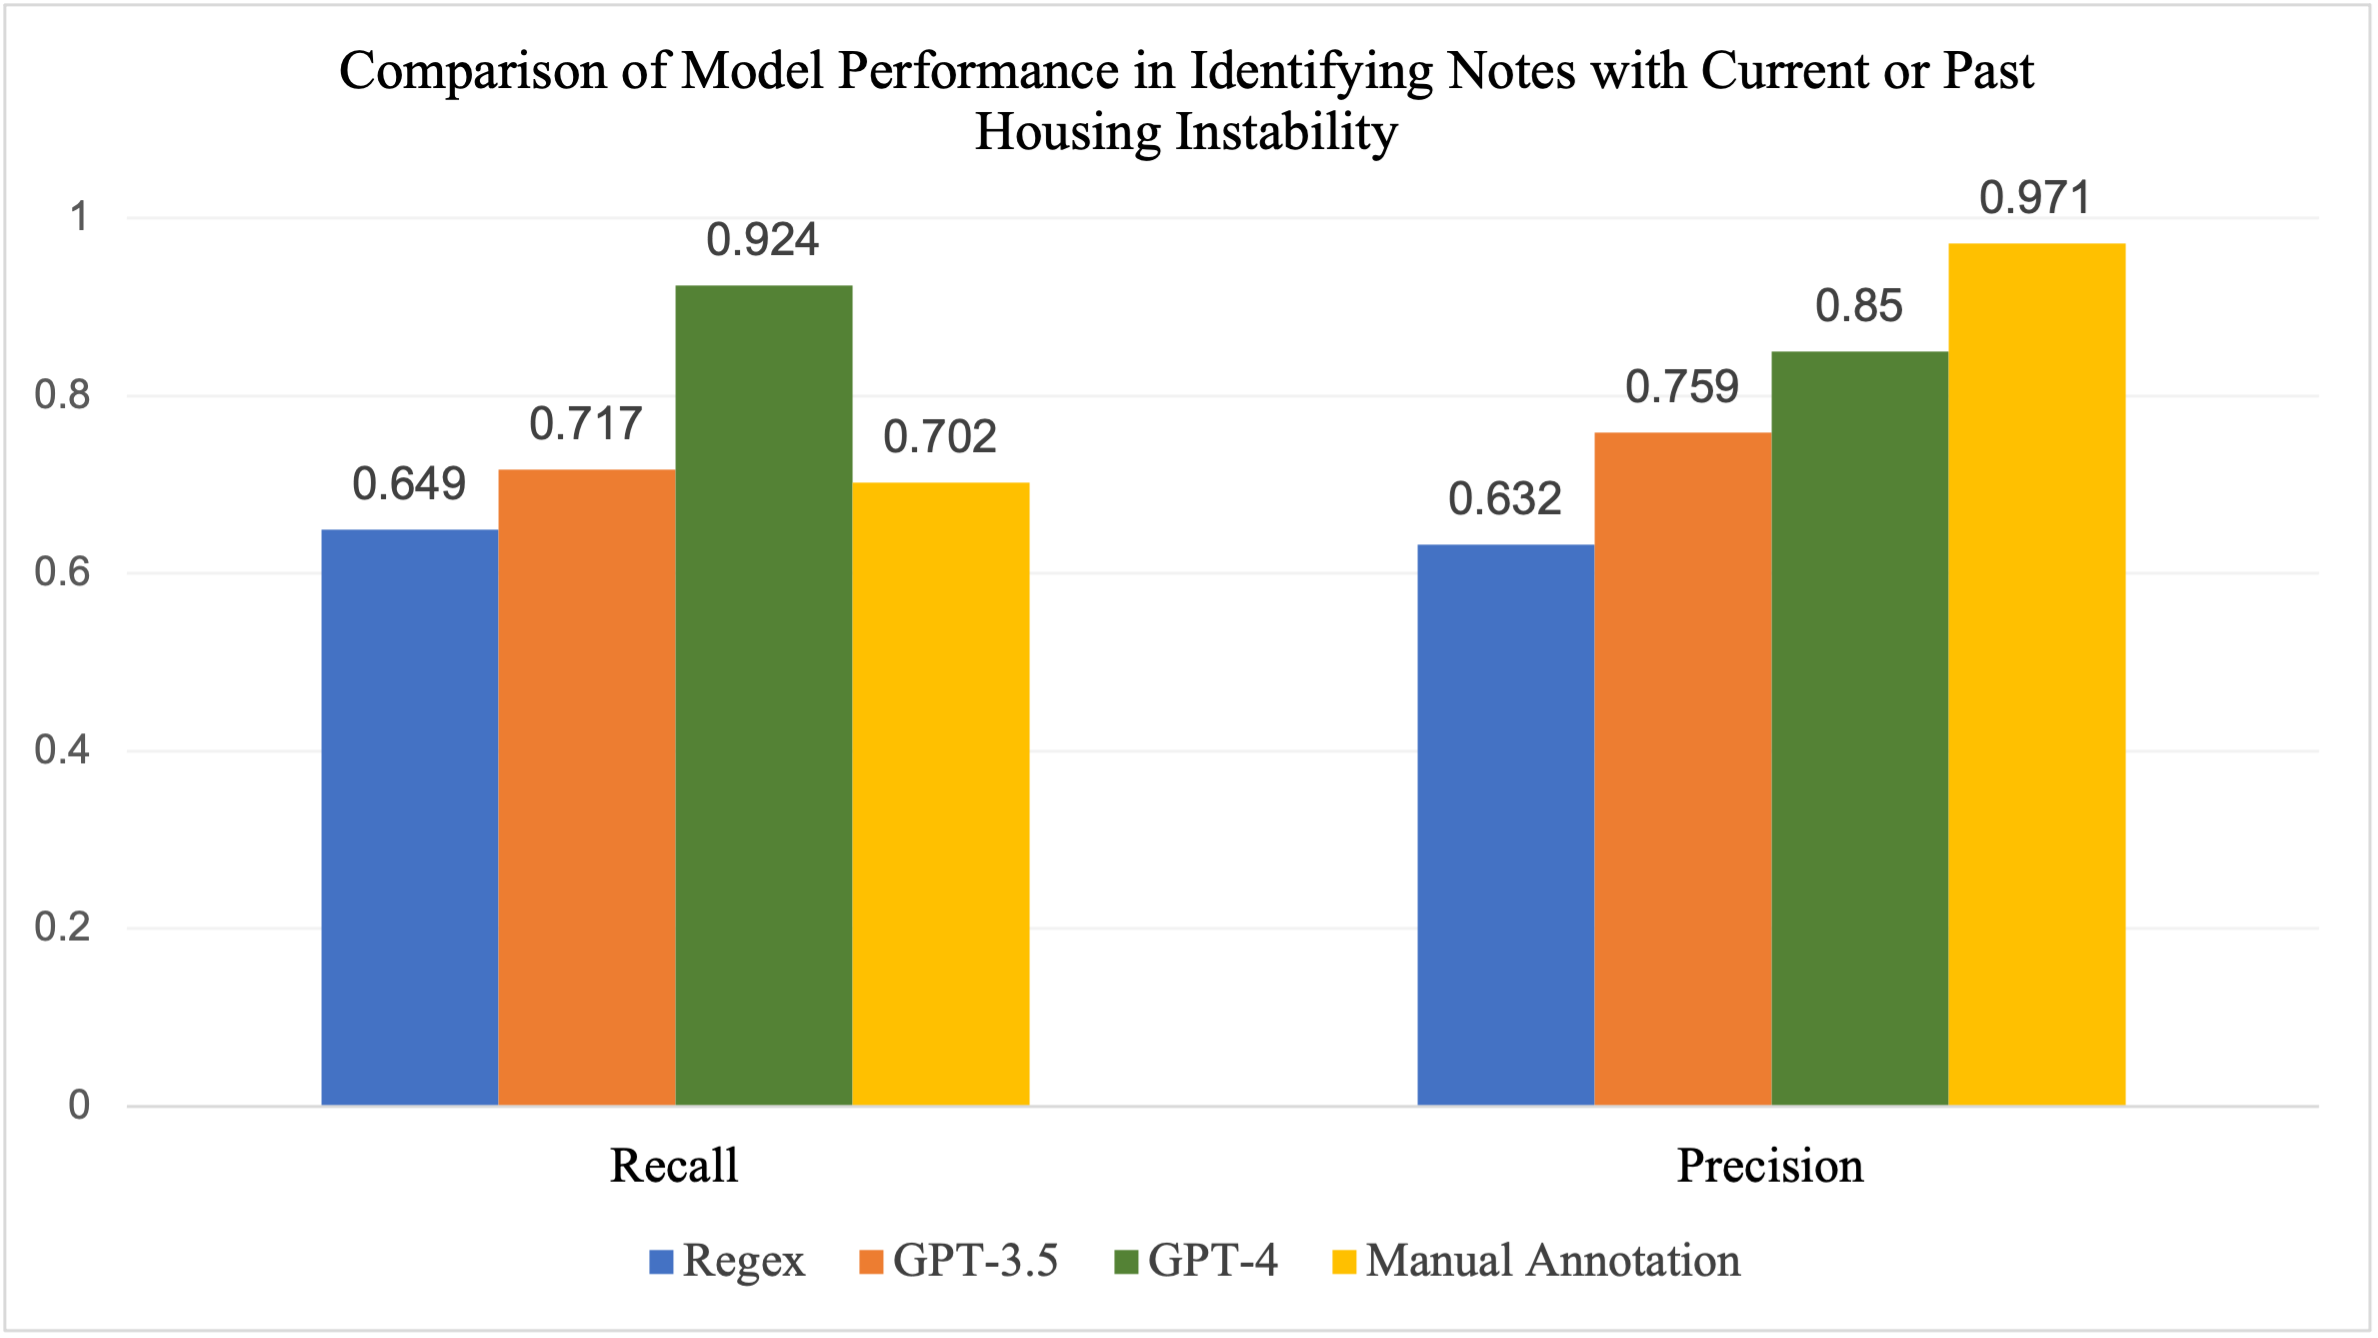 Comparison of Model Performance in Identifying Notes with Current or Past
Housing Instability
1
0.8
0.6
0.4
0.2
0
0.649
0.717
0.924
0.702
0.632
0.759
0.85
0.971
Recall
Precision
Regex GPT-3.5 GPT-4 Manual Annotation